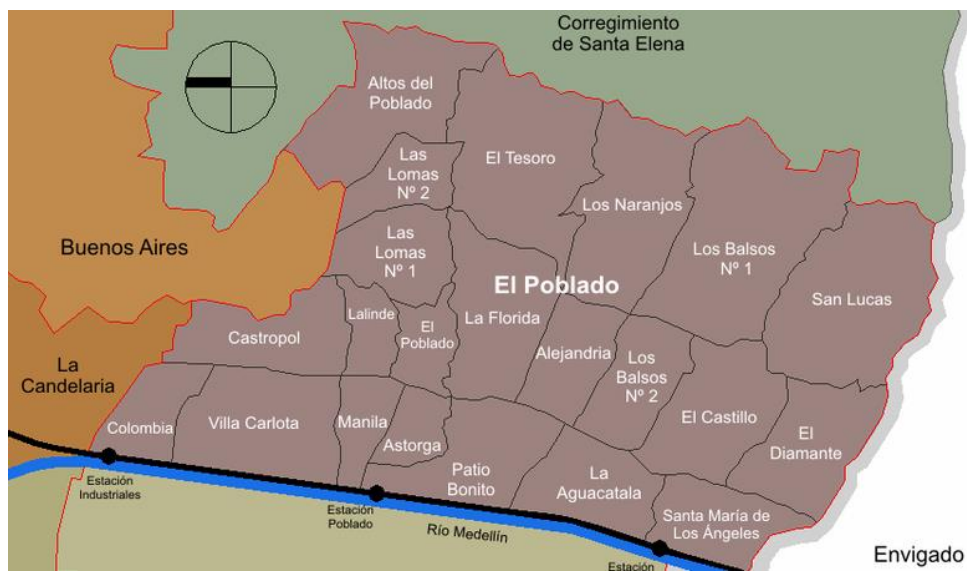 Corregimiento
de Santa Elena
Altos del
Poblado
Las
Lomas
Nº 2
El Tesoro
Los Naranjos
Buenos Aires
Las
Lomas
Nº 1
Los Balsos
Nº 1
El Poblado
San Lucas
Castropol
Lalinde
El
Poblado
La Florida
Alejandria
La
Candelaria
Los
Balsos
Nº 2
El Castillo
Colombia
Villa Carlota
Manila
Astorga
El
Diamante
Patio
Bonito
La
Aguacatala
Estación
Industriales
Estación
Poblado
Río Medellín
Santa María de
Los Ángeles
Envigado
Estación